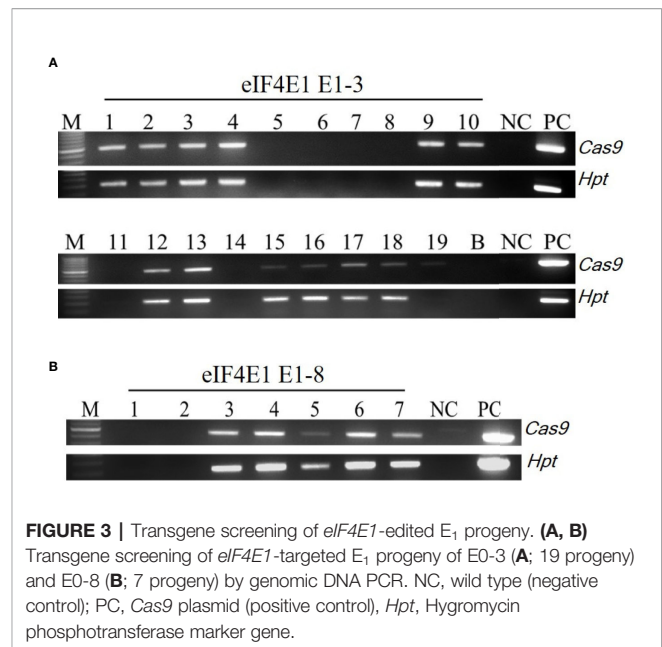 A
eIF4E1 E1-3
M 1 2 3 4 5 6 7 8 9 10 NC PC
Cas9
Hpt
M 11 12 13 14 15 16 17 18 19 B NC PC
Cas9
Hpt
B
eIF4E1 E1-8
M 1 2 3 4 5 6 7 NC PC
Cas9
Hpt
FIGURE 3 | Transgene screening of eIF4E1-edited E1 progeny. (A, B)
Transgene screening of eIF4E1-targeted E1 progeny of E0-3 (A; 19 progeny)
and E0-8 (B; 7 progeny) by genomic DNA PCR. NC, wild type (negative
control); PC, Cas9 plasmid (positive control), Hpt, Hygromycin
phosphotransferase marker gene.